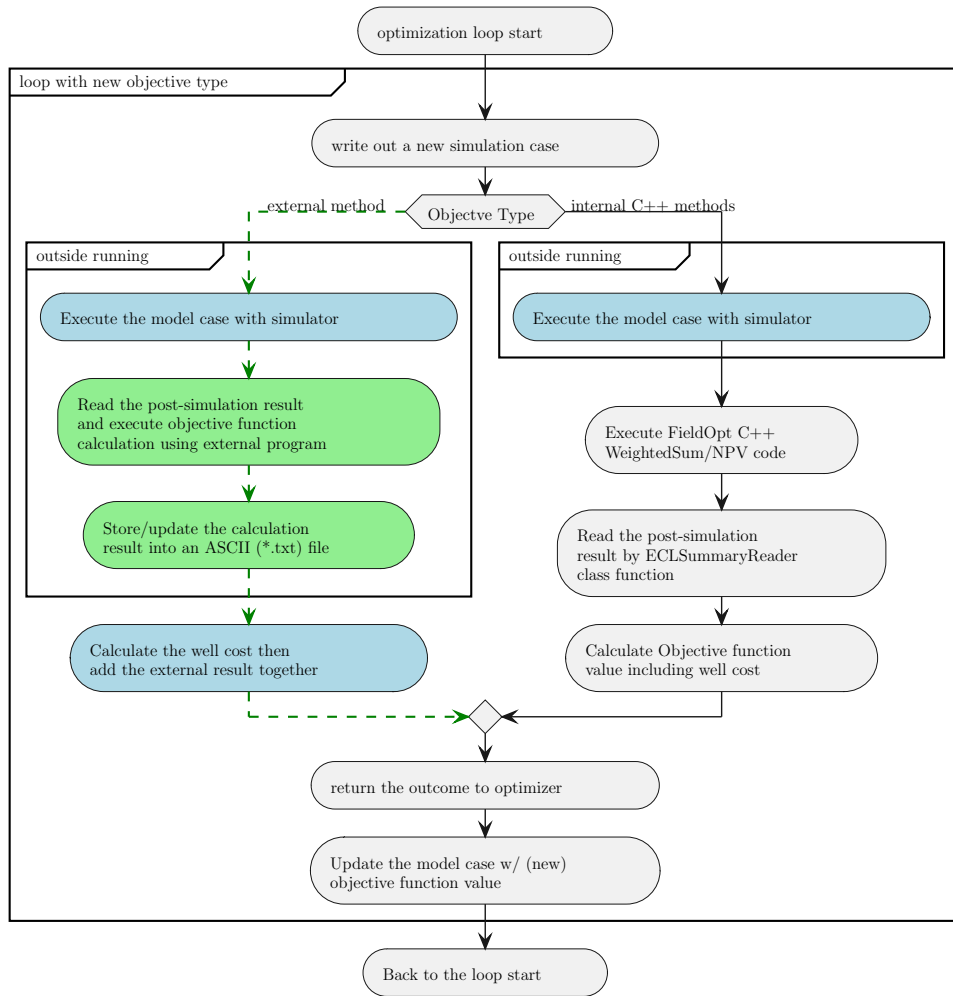 optimization loop start
loop with new objective type
write out a new simulation case
external method
Objectve Type
internal C++ methods
outside running
Execute the model case with simulator
Read the post-simulation result
and execute objective function
calculation using external program
Store/update the calculation
result into an ASCII (*.txt) file
Calculate the well cost then
add the external result together
outside running
Execute the model case with simulator
Execute FieldOpt C++
WeightedSum/NPV code
Read the post-simulation
result by ECLSummaryReader
class function
Calculate Objective function
value including well cost
return the outcome to optimizer
Update the model case w/ (new)
objective function value
Back to the loop start